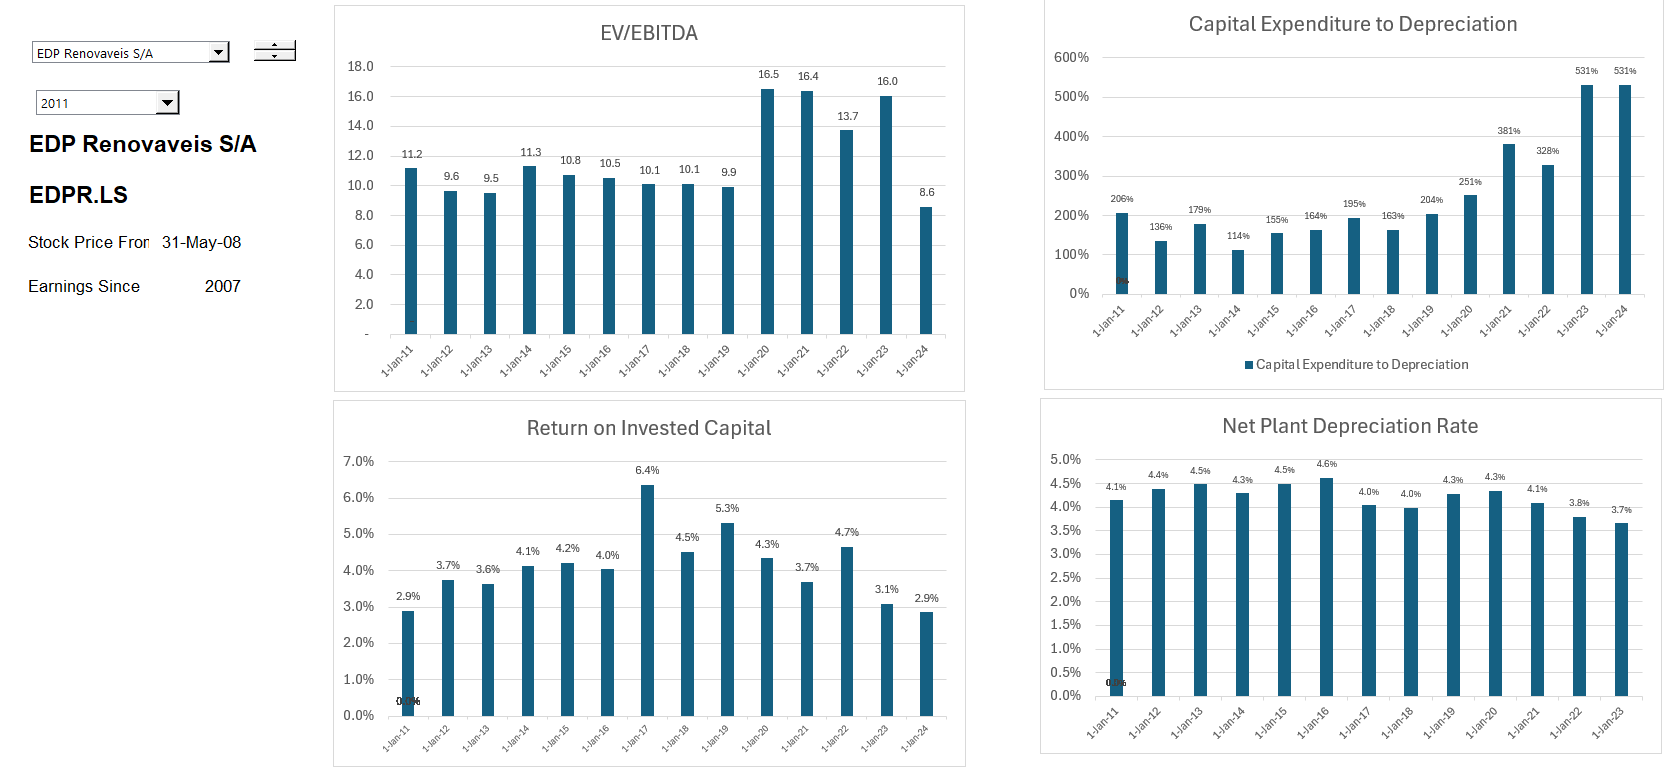 EDP Renovaveis S/A
2011
EDP Renovaveis S/A
EDPR.LS
Stock Price Fron 31-May-08
Earnings Since 2007
EV/EBITDA
18.0
16.0
14.0
12.0
10.0
8.0
6.0
4.0
2.0
-
11.2 9.6 9.5 11.3 10.8 10.5 10.1 10.1 9.9 16.5 16.4 13.7 16.0 8.6
1-Jan-11 1-Jan-12 1-Jan-13 1-Jan-14 1-Jan-15 1-Jan-16 1-Jan-17 1-Jan-18 1-Jan-19 1-Jan-20 1-Jan-21 1-Jan-22 1-Jan-23 1-Jan-24
Capital Expenditure to Depreciation
600%
500%
400%
300%
200%
100%
0%
206% 136% 179% 114% 155% 164% 195% 163% 204% 251% 381% 328% 531% 531%
1-Jan-11 1-Jan-12 1-Jan-13 1-Jan-14 1-Jan-15 1-Jan-16 1-Jan-17 1-Jan-18 1-Jan-19 1-Jan-20 1-Jan-21 1-Jan-22 1-Jan-23 1-Jan-24
Capital Expenditure to Depreciation
Return on Invested Capital
7.0%
6.0%
5.0%
4.0%
3.0%
2.0%
1.0%
0.0%
2.9% 3.7% 3.6% 4.1% 4.2% 4.0% 6.4% 4.5% 5.3% 4.3% 3.7% 4.7% 3.1% 2.9%
1-Jan-11 1-Jan-12 1-Jan-13 1-Jan-14 1-Jan-15 1-Jan-16 1-Jan-17 1-Jan-18 1-Jan-19 1-Jan-20 1-Jan-21 1-Jan-22 1-Jan-23 1-Jan-24
Net Plant Depreciation Rate
5.0%
4.5%
4.0%
3.5%
3.0%
2.5%
2.0%
1.5%
1.0%
0.5%
0.0%
4.1% 4.4% 4.5% 4.3% 4.5% 4.6% 4.0% 4.0% 4.3% 4.3% 4.1% 3.8% 3.7%
1-Jan-11 1-Jan-12 1-Jan-13 1-Jan-14 1-Jan-15 1-Jan-16 1-Jan-17 1-Jan-18 1-Jan-19 1-Jan-20 1-Jan-21 1-Jan-22 1-Jan-23